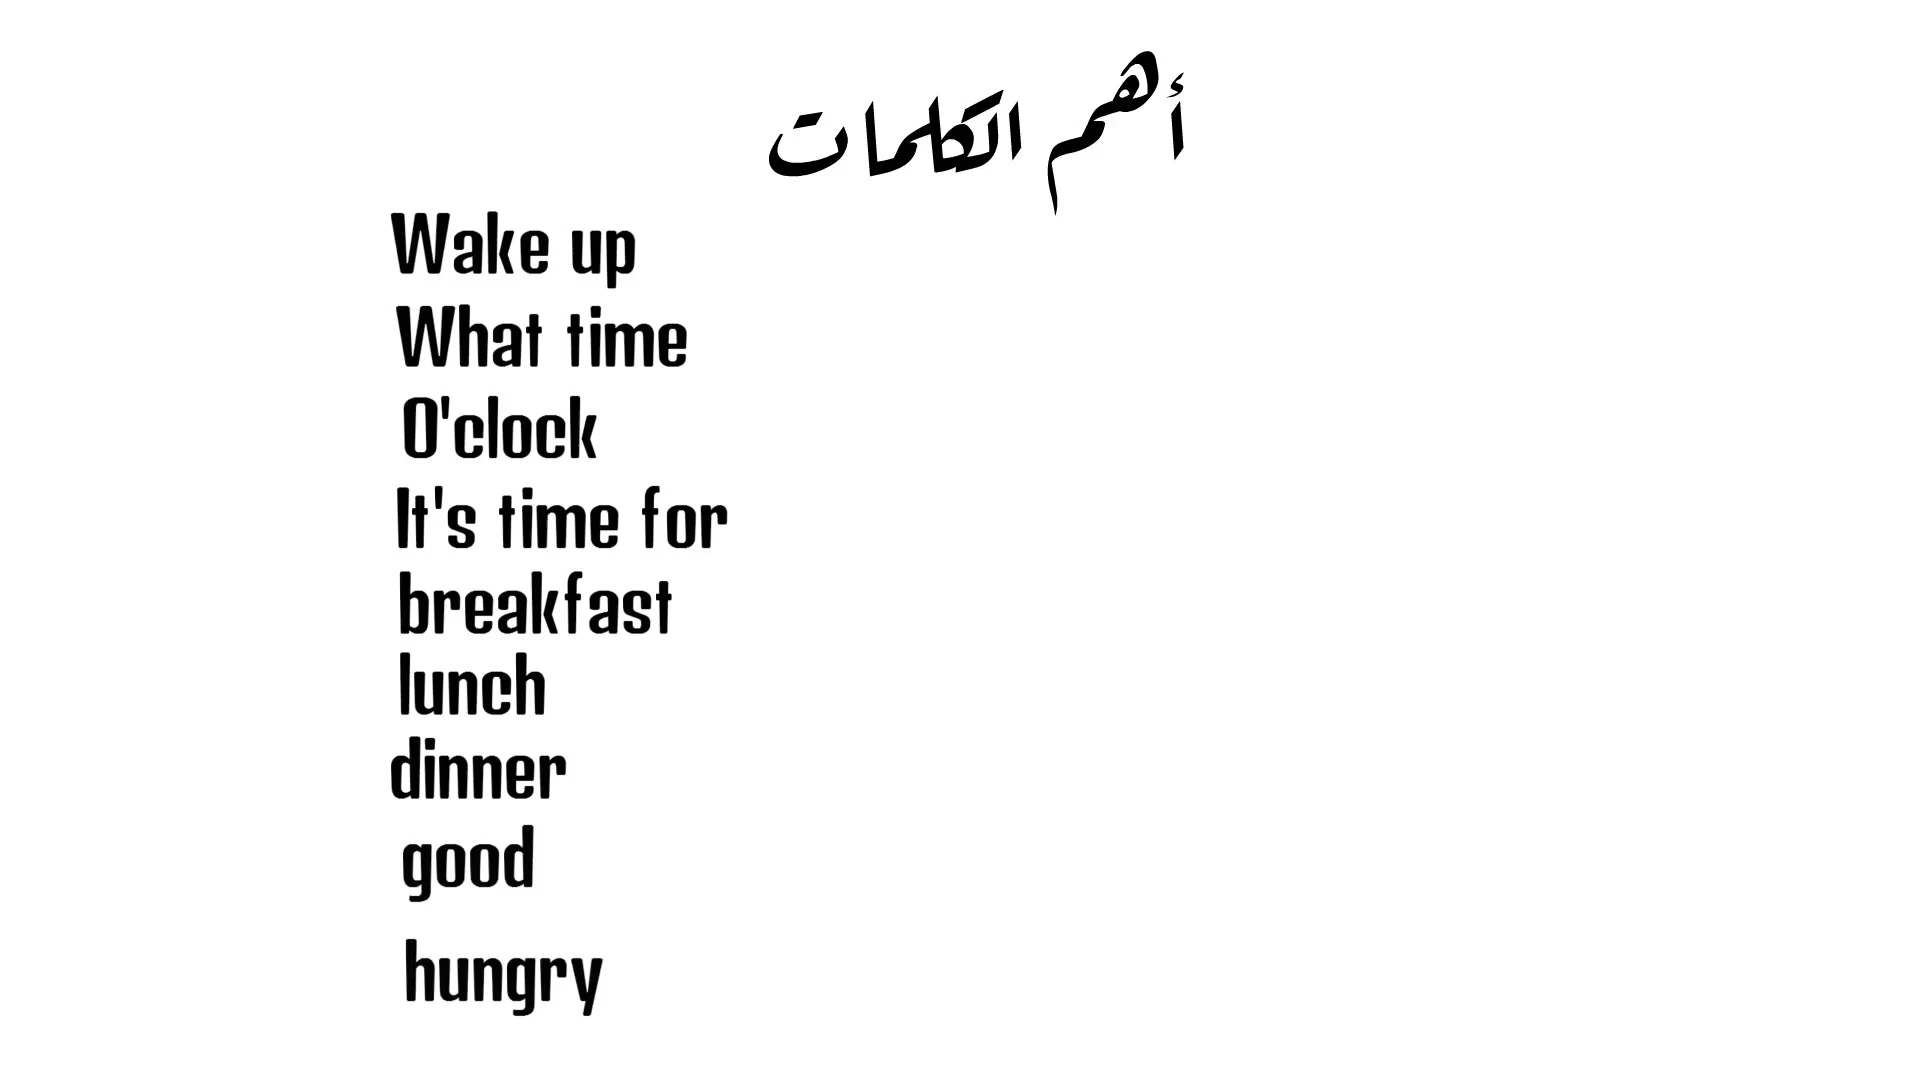 أهم الكلمات
Wake up
What time
O'clock
It's time for
breakfast
lunch
dinner
good
hungry